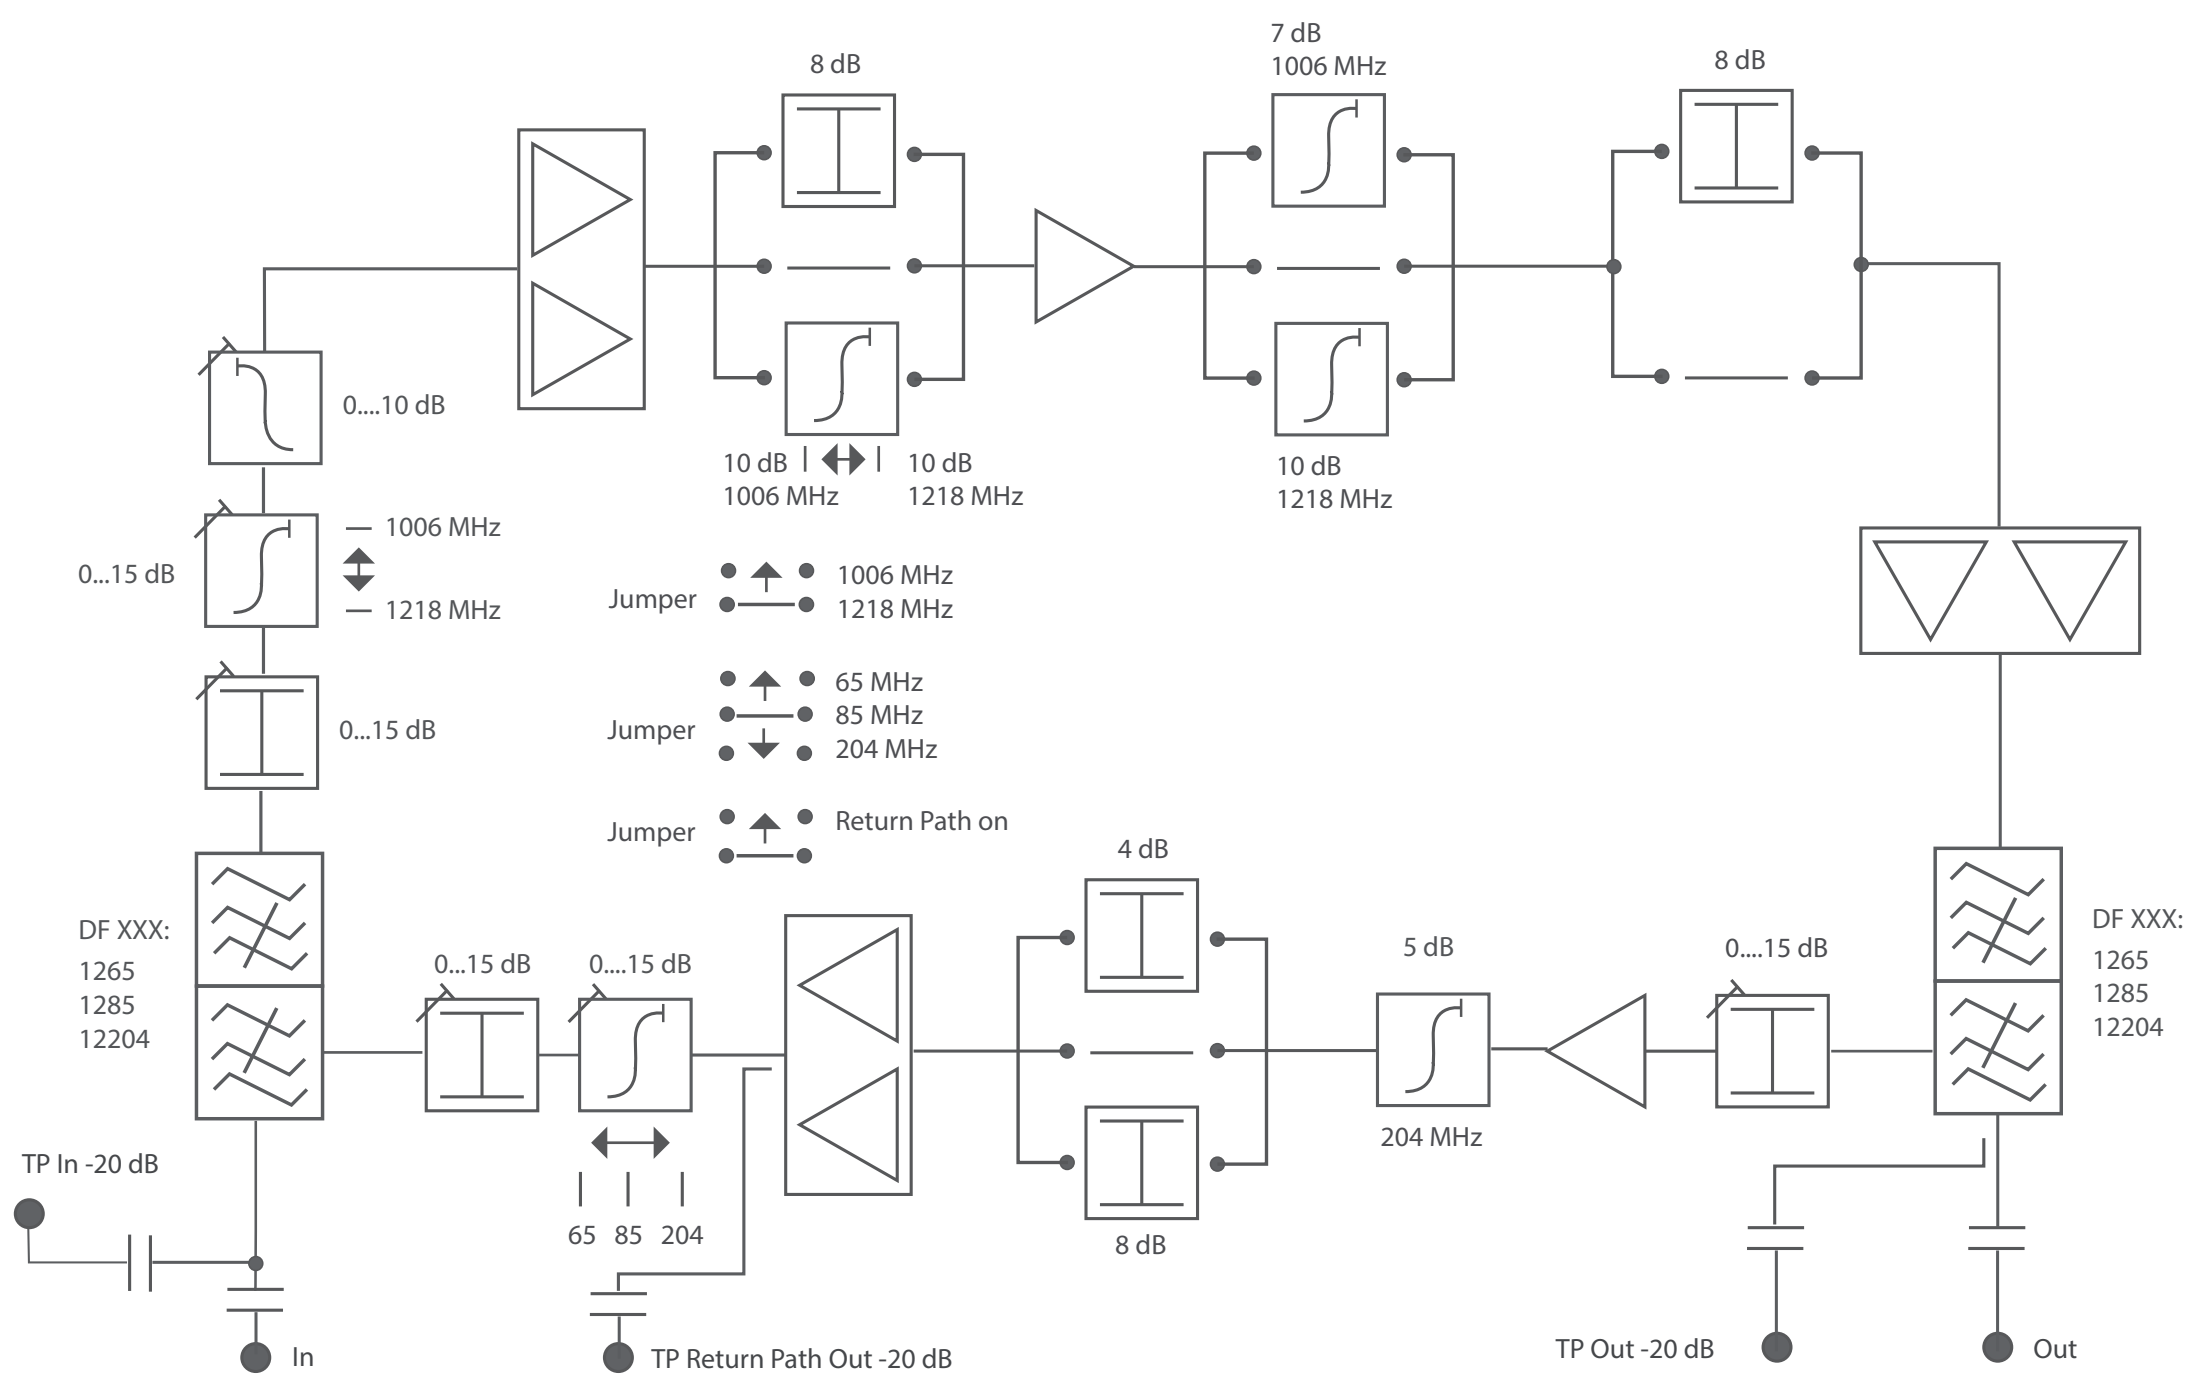 7 dB
1006 MHz
8 dB
8 dB
0....10 dB
10 dB
1006 MHz
10 dB
1218 MHz
10 dB
1218 MHz
0...15 dB
1006 MHz
1218 MHz
Jumper
1006 MHz
1218 MHz
0...15 dB
Jumper
65 MHz
85 MHz
204 MHz
Jumper
Return Path on
4 dB
DF XXX:
1265
1285
12204
0...15 dB
0....15 dB
5 dB
0....15 dB
DF XXX:
1265
1285
12204
204 MHz
TP In -20 dB
65
85
204
8 dB
In
TP Return Path Out -20 dB
TP Out -20 dB
Out